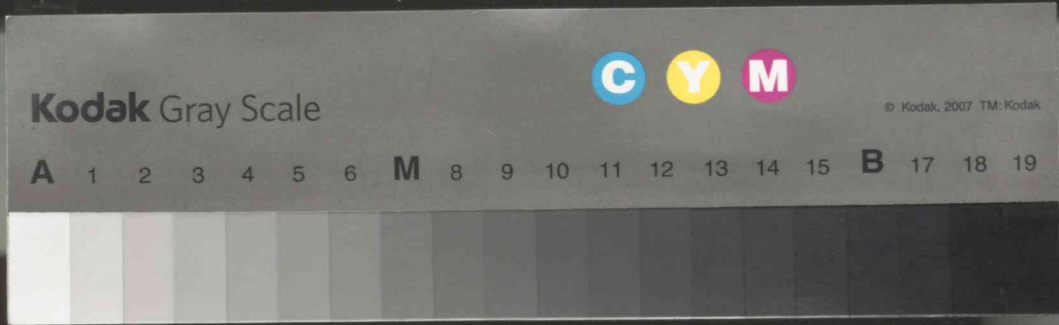 C Y M
Kodak Gray Scale
© Kodak, 2007 TM: Kodak
A 1 2 3 4 5 6 M 8 9 10 11 12 13 14 15 B 17 18 19